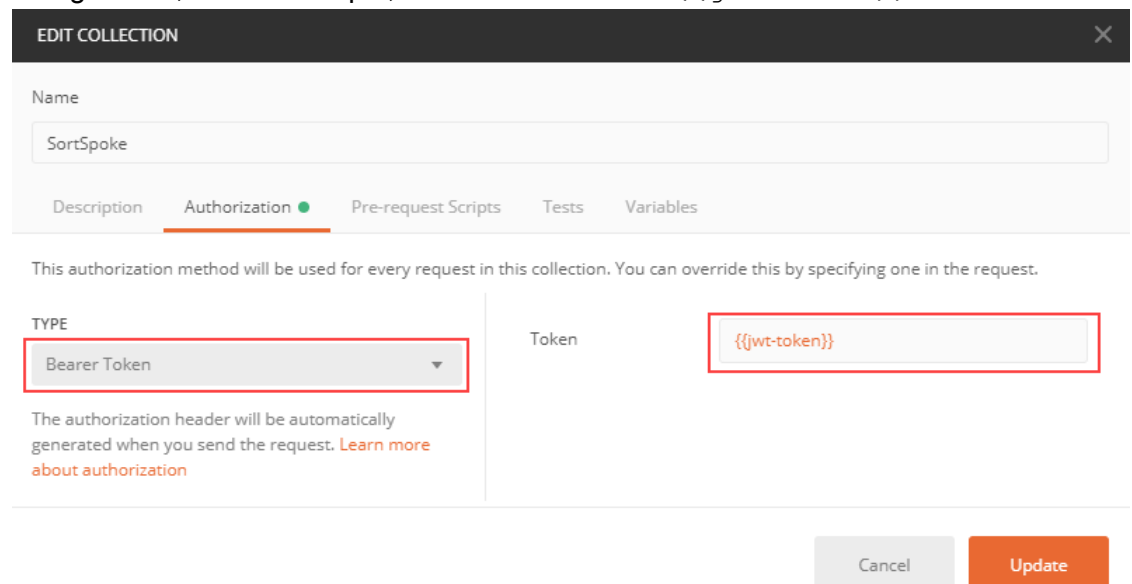 EDIT COLLECTION
Name
SortSpoke
Description Authorization Pre-request Scripts Tests Variables
This authorization method will be used for every request in this collection. You can override this by specifying one in the request.
TYPE
Token
{{jwt-token}}
Bearer Token
The authorization header will be automatically
generated when you send the request. Learn more
about authorization
Cancel Update